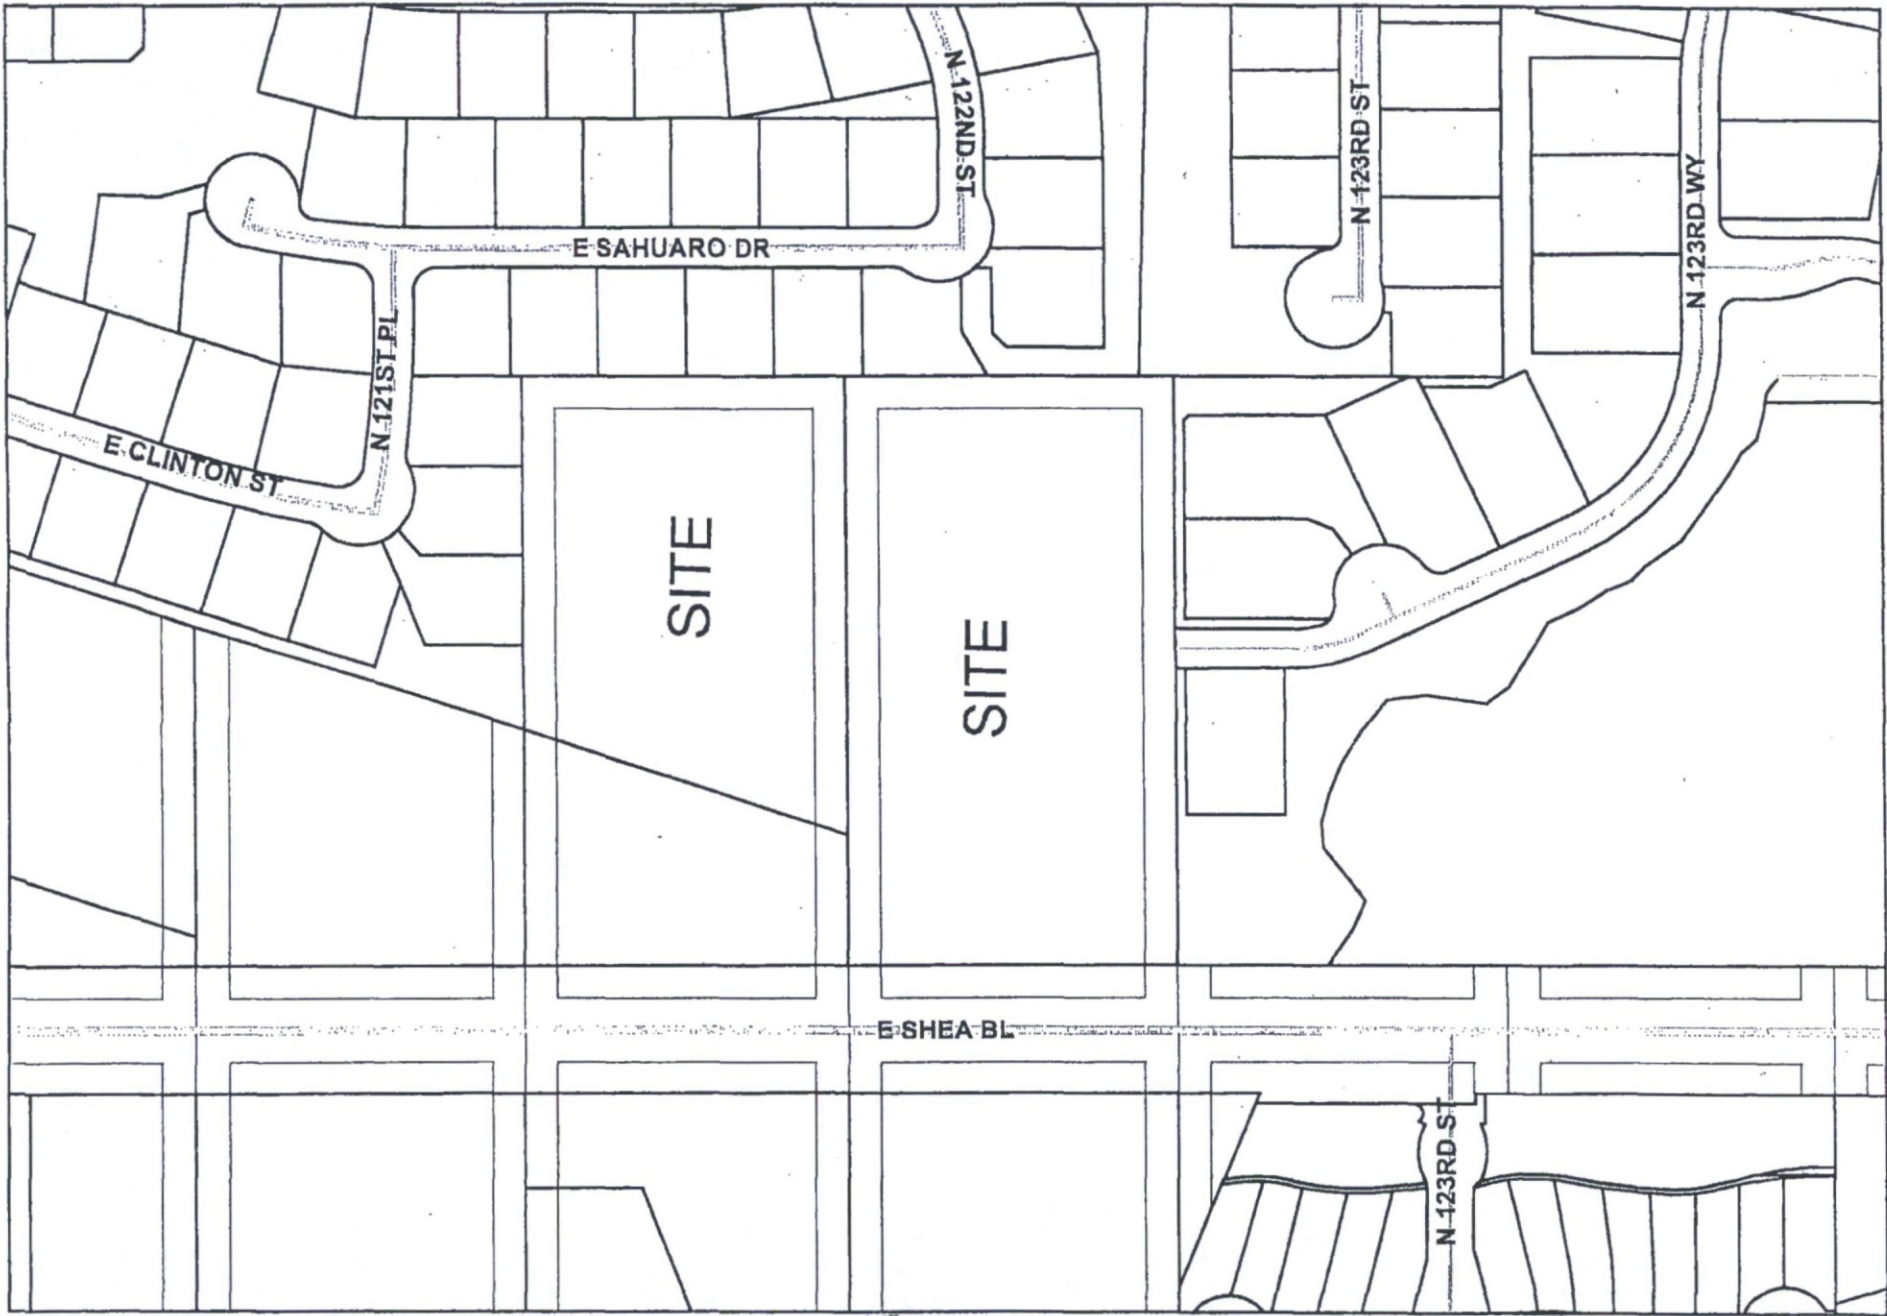 N 122ND ST
N 123RD ST
N 123RD WY
E SAHUARO DR
N 121ST PL
E CLINTON ST
SITE
SITE
E SHEA BL
N 123RD ST